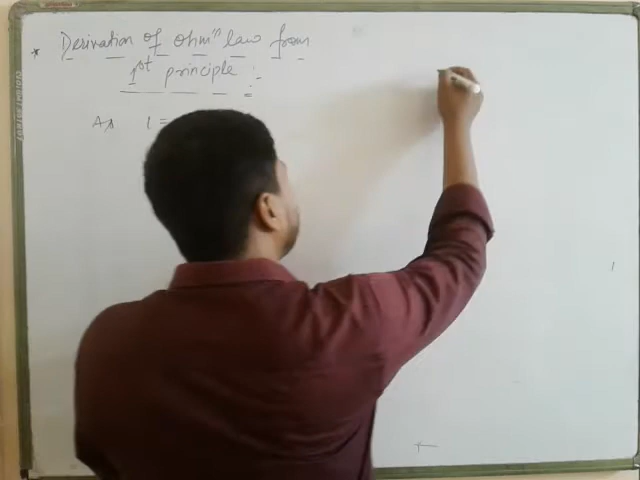 * Derivation of ohm'' law from
1st principle :-
As I =